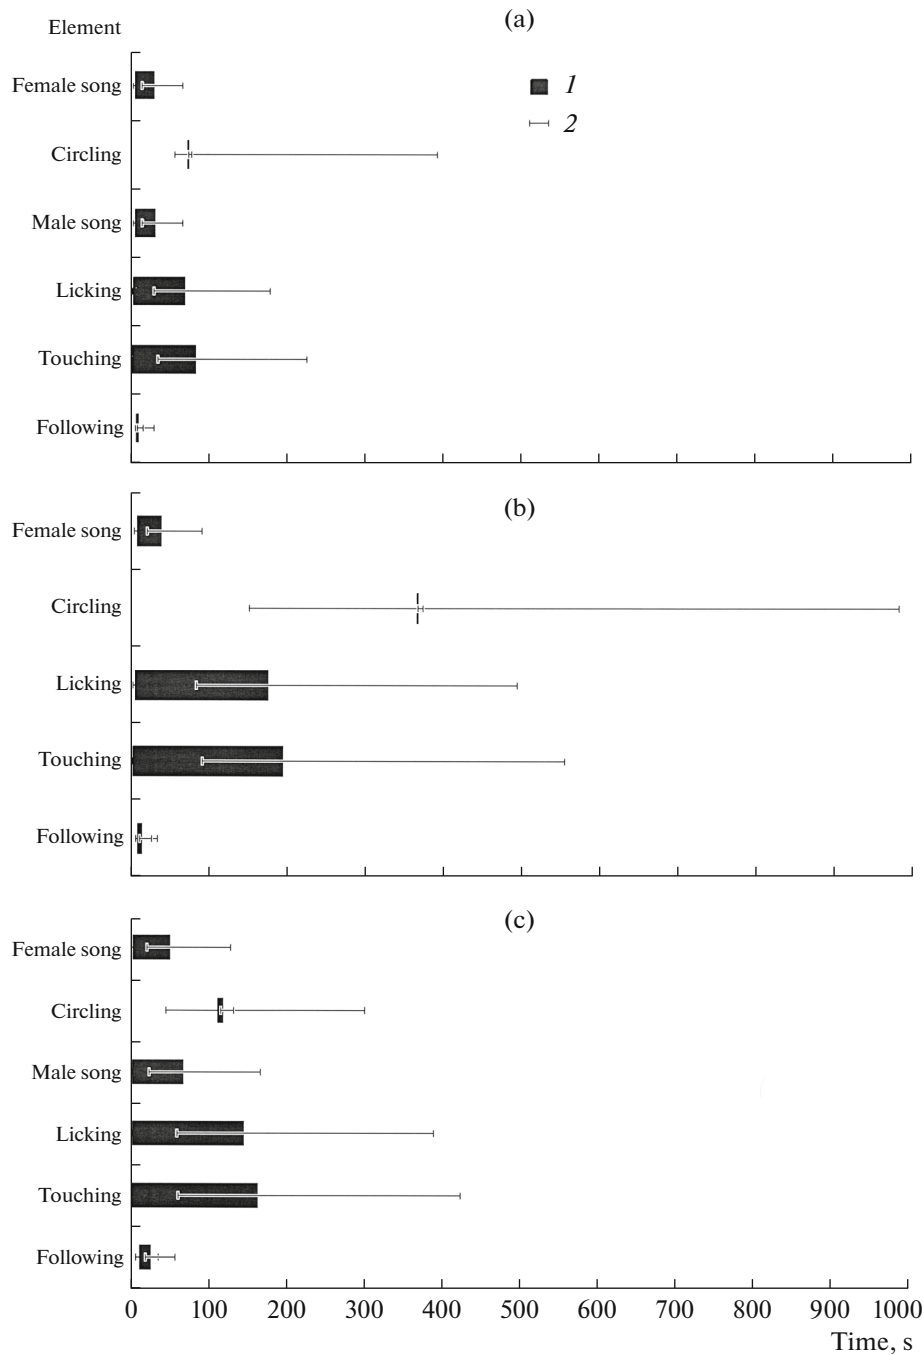 Element
(a)
Female song
1
2
Circling
Male song
Licking
Touching
Following
(b)
Female song
Circling
Licking
Touching
Following
(c)
Female song
Circling
Male song
Licking
Touching
Following
0 100 200 300 400 500 600 700 800 900 1000
Time, s